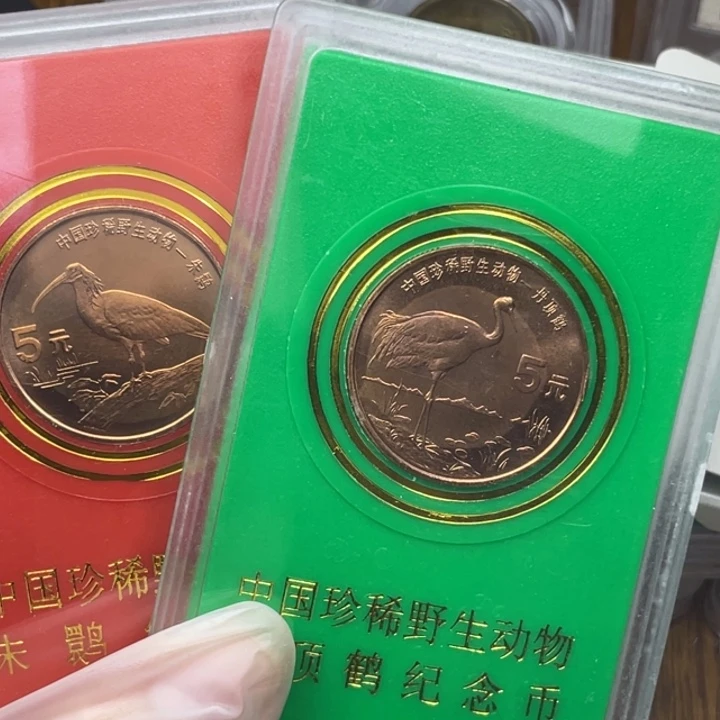 中国珍稀野生动物—朱鹮
5元
中国珍稀野
朱鹮
中国珍稀野生动物—丹顶鹤
5元
中国珍稀野生动物
顶鹤纪念币